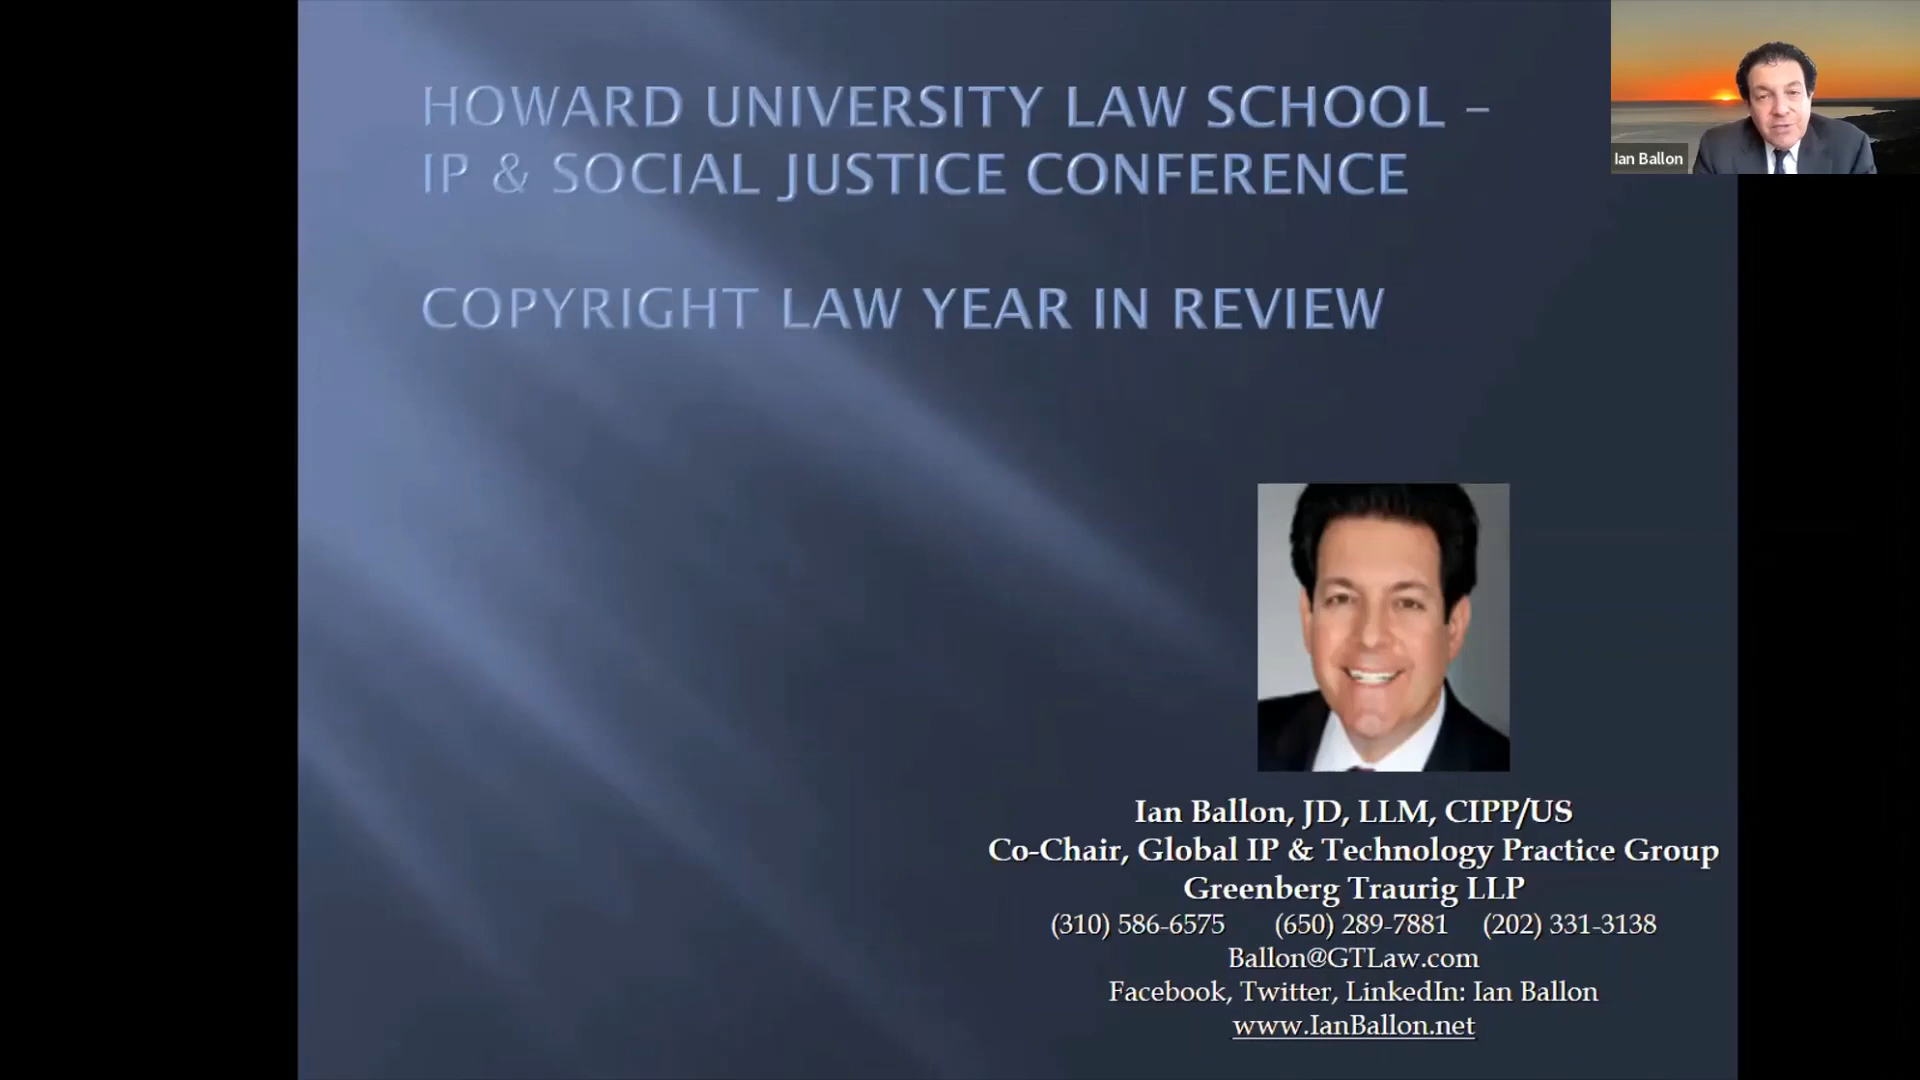 HOWARD UNIVERSITY LAW SCHOOL –
IP & SOCIAL JUSTICE CONFERENCE
COPYRIGHT LAW YEAR IN REVIEW
Ian Ballon
Ian Ballon, JD, LLM, CIPP/US
Co-Chair, Global IP & Technology Practice Group
Greenberg Traurig LLP
(310) 586-6575 (650) 289-7881 (202) 331-3138
Ballon@GTLaw.com
Facebook, Twitter, LinkedIn: Ian Ballon
www.IanBallon.net